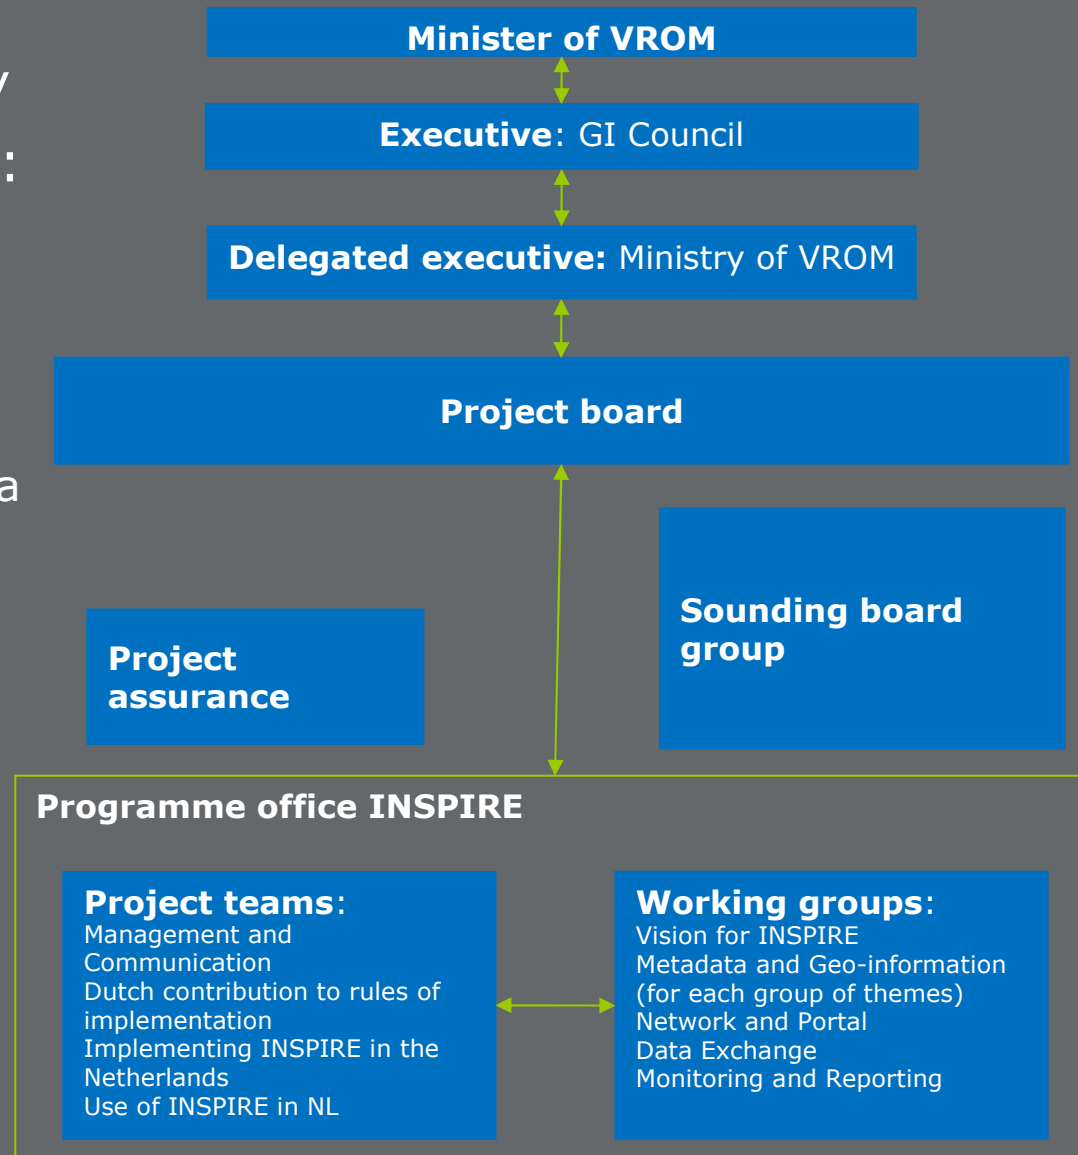 Minister of VROM
Executive: GI Council
:
Delegated executive: Ministry of VROM
Project board
a
Sounding board
group
Project
assurance
Programme office INSPIRE
Project teams:
Management and
Communication
Dutch contribution to rules of
implementation
Implementing INSPIRE in the
Netherlands
Use of INSPIRE in NL
Working groups:
Vision for INSPIRE
Metadata and Geo-information
(for each group of themes)
Network and Portal
Data Exchange
Monitoring and Reporting